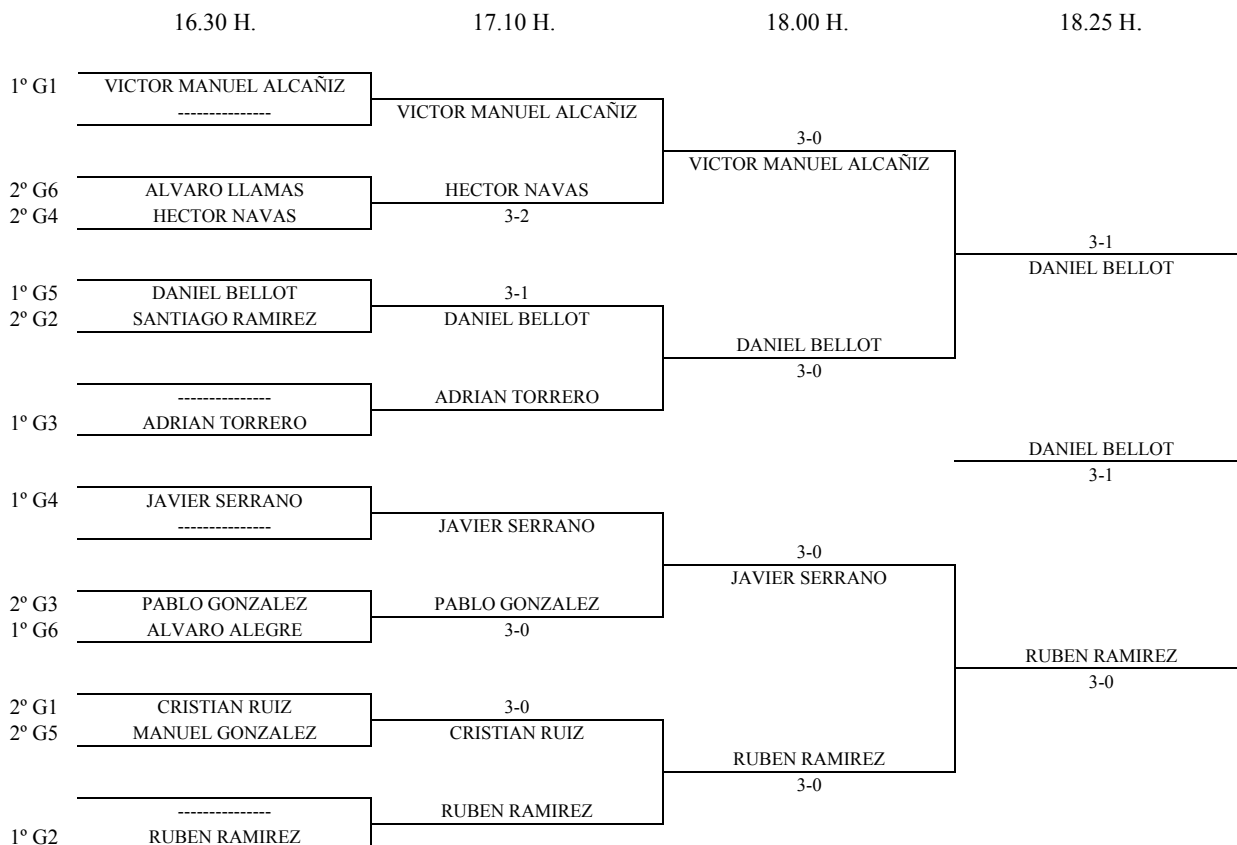 16.30 H. 17.10 H. 18.00 H. 18.25 H.
1º G1 VICTOR MANUEL ALCAÑIZ
--------------- VICTOR MANUEL ALCAÑIZ
3-0
VICTOR MANUEL ALCAÑIZ
2º G6 ALVARO LLAMAS HECTOR NAVAS
2º G4 HECTOR NAVAS 3-2
3-1
DANIEL BELLOT
1º G5 DANIEL BELLOT 3-1
2º G2 SANTIAGO RAMIREZ DANIEL BELLOT
DANIEL BELLOT
3-0
--------------- ADRIAN TORRERO
1º G3 ADRIAN TORRERO
DANIEL BELLOT
3-1
1º G4 JAVIER SERRANO
--------------- JAVIER SERRANO
3-0
JAVIER SERRANO
2º G3 PABLO GONZALEZ PABLO GONZALEZ
1º G6 ALVARO ALEGRE 3-0
RUBEN RAMIREZ
3-0
2º G1 CRISTIAN RUIZ 3-0
2º G5 MANUEL GONZALEZ CRISTIAN RUIZ
RUBEN RAMIREZ
3-0
--------------- RUBEN RAMIREZ
1º G2 RUBEN RAMIREZ